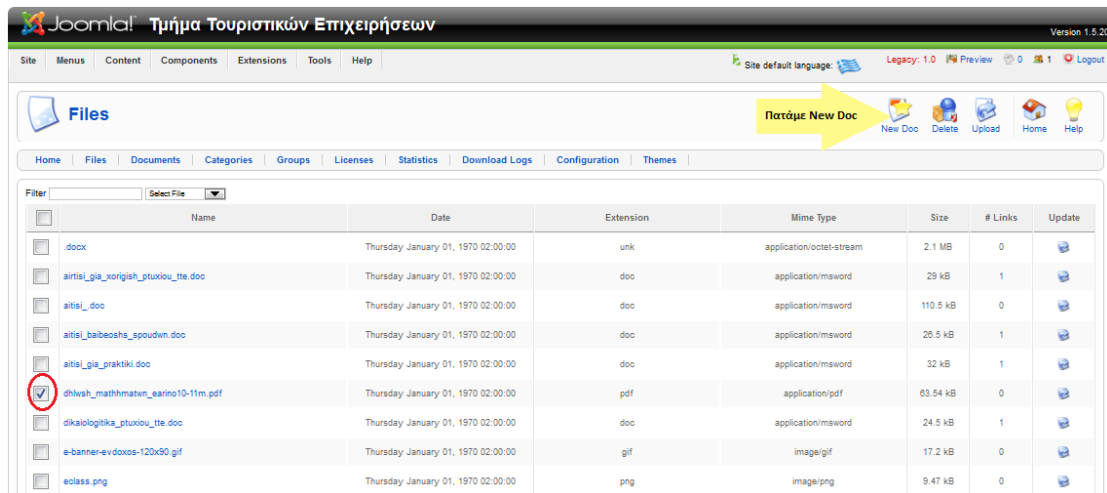 Joomla! Τμήμα Τουριστικών Επιχειρήσεων
Version 1.5.20
Site Menus Content Components Extensions Tools Help Site default language: Legacy: 1.0 Preview 0 1 Logout
Files Πατάμε New Doc New Doc Delete Upload Home Help
Home Files Documents Categories Groups Licenses Statistics Download Logs Configuration Themes
Filter Select File
Name Date Extension Mime Type Size # Links Update
.docx Thursday January 01, 1970 02:00:00 unk application/octet-stream 2.1 MB 0
airtisi_gia_xorigish_ptuxiou_tte.doc Thursday January 01, 1970 02:00:00 doc application/msword 29 kB 1
aitisi_.doc Thursday January 01, 1970 02:00:00 doc application/msword 110.5 kB 0
aitisi_baibeoshs_spoudwn.doc Thursday January 01, 1970 02:00:00 doc application/msword 26.5 kB 1
aitisi_gia_praktiki.doc Thursday January 01, 1970 02:00:00 doc application/msword 32 kB 1
dhlwsh_mathhmatwn_earino10-11m.pdf Thursday January 01, 1970 02:00:00 pdf application/pdf 63.54 kB 0
dikaiologitika_ptuxiou_tte.doc Thursday January 01, 1970 02:00:00 doc application/msword 24.5 kB 1
e-banner-evdoxos-120x90.gif Thursday January 01, 1970 02:00:00 gif image/gif 17.2 kB 0
eclass.png Thursday January 01, 1970 02:00:00 png image/png 9.47 kB 0